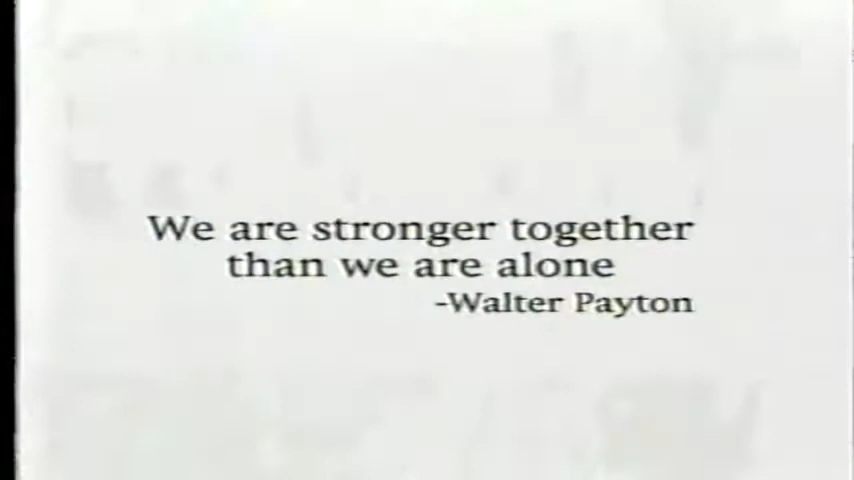 We are stronger together
than we are alone
-Walter Payton